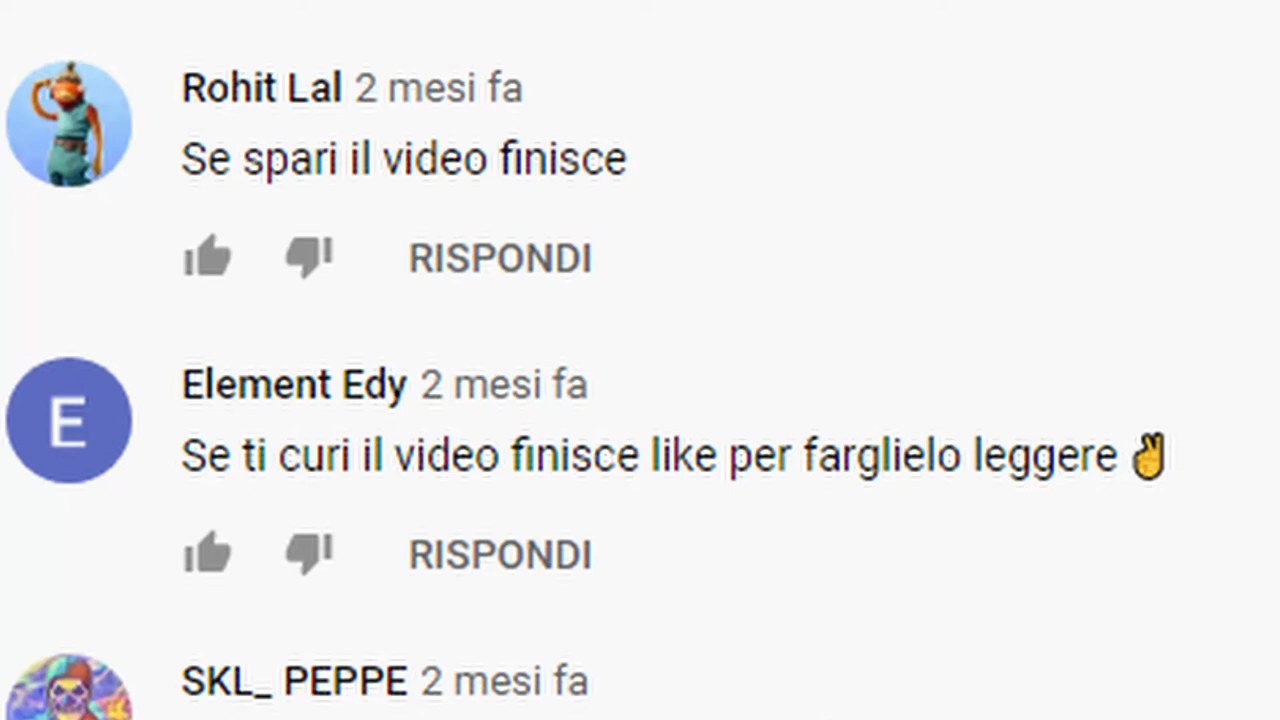 Rohit Lal 2 mesi fa
Se spari il video finisce
RISPONDI
E
Element Edy 2 mesi fa
Se ti curi il video finisce like per farglielo leggere ✌
RISPONDI
SKL_ PEPPE 2 mesi fa